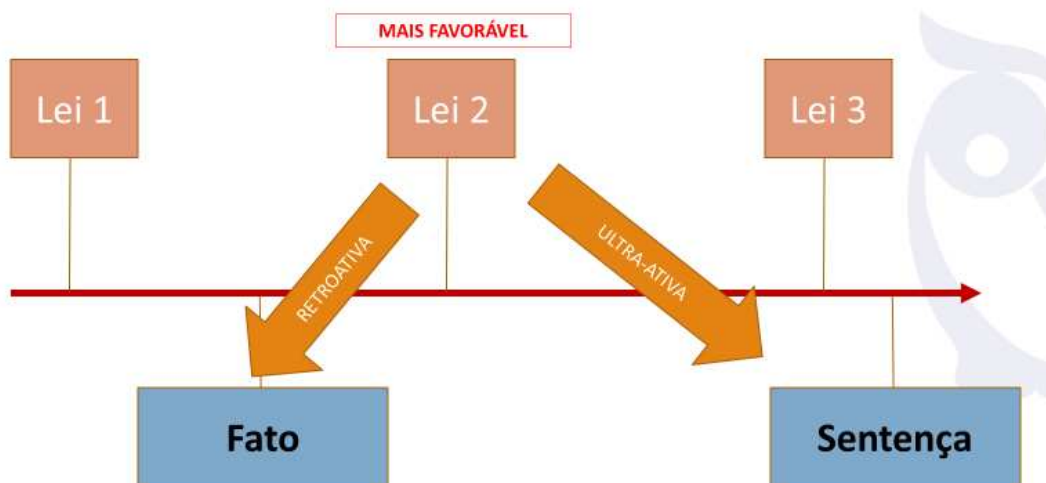 MAIS FAVORÁVEL
Lei 1
Lei 2
Lei 3
RETROATIVA
ULTRA-ATIVA
Fato
Sentença